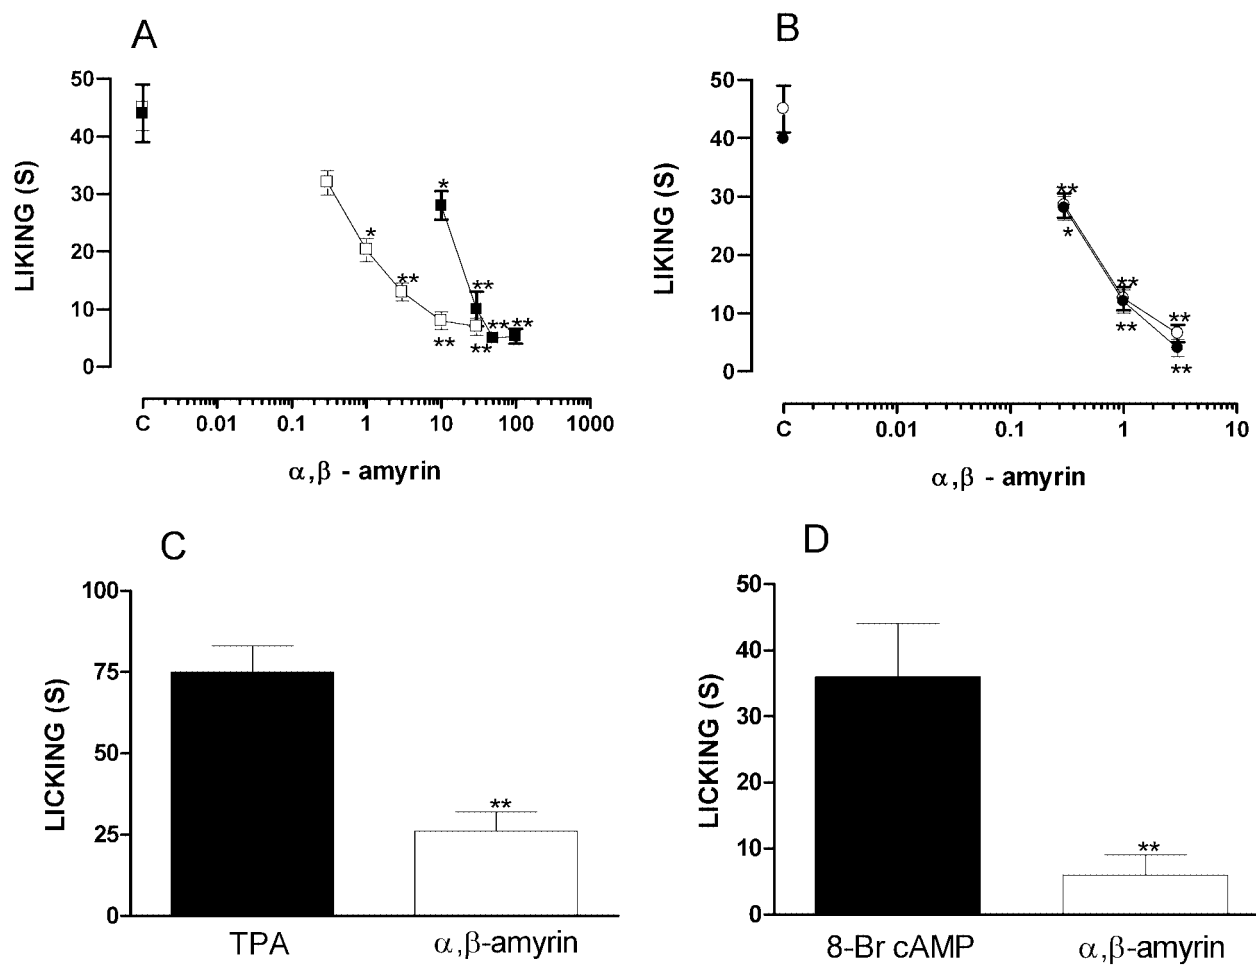 A
LIKING (S)
50
40
30
20
10
0
*
*
**
**
**
**
**
**
C 0.01 0.1 1 10 100 1000
α,β - amyrin
B
LIKING (S)
50
40
30
20
10
0
**
*
**
**
**
**
C 0.01 0.1 1 10
α,β - amyrin
C
LICKING (S)
100
75
50
25
0
**
TPA α,β-amyrin
D
LICKING (S)
50
40
30
20
10
0
**
8-Br cAMP α,β-amyrin